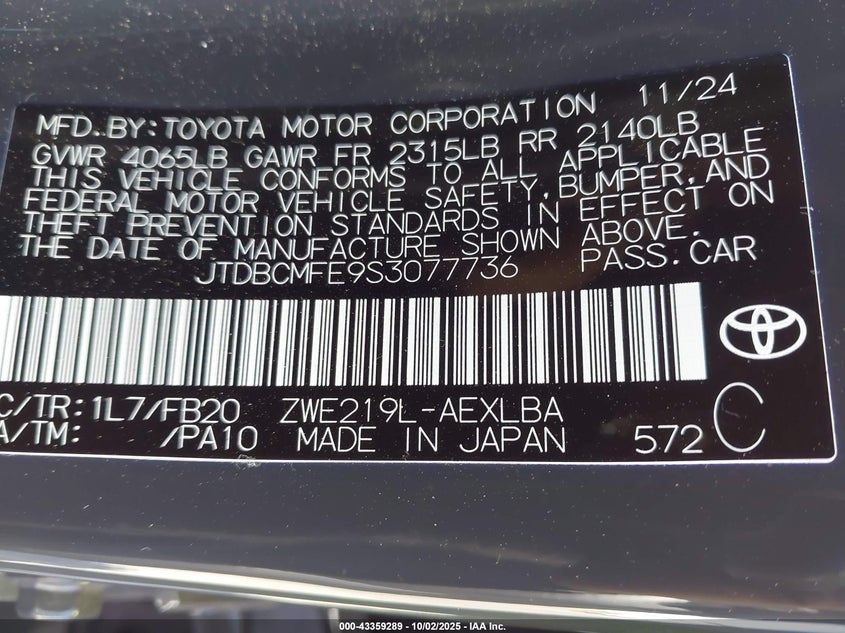 MFD. BY: TOYOTA MOTOR CORPORATION 11/24
GVWR 4065LB GAWR FR 2315LB RR 2140LB
THIS VEHICLE CONFORMS TO ALL APPLICABLE
FEDERAL MOTOR VEHICLE SAFETY, BUMPER, AND
THEFT PREVENTION STANDARDS IN EFFECT ON
THE DATE OF MANUFACTURE SHOWN ABOVE.
JTDBCMFE9S3077736 PASS. CAR
C/TR: 1L7/FB20 ZWE219L-AEXLBA
A/TM: /PA10 MADE IN JAPAN 572 C
000-43359289 - 10/02/2025 - IAA Inc.